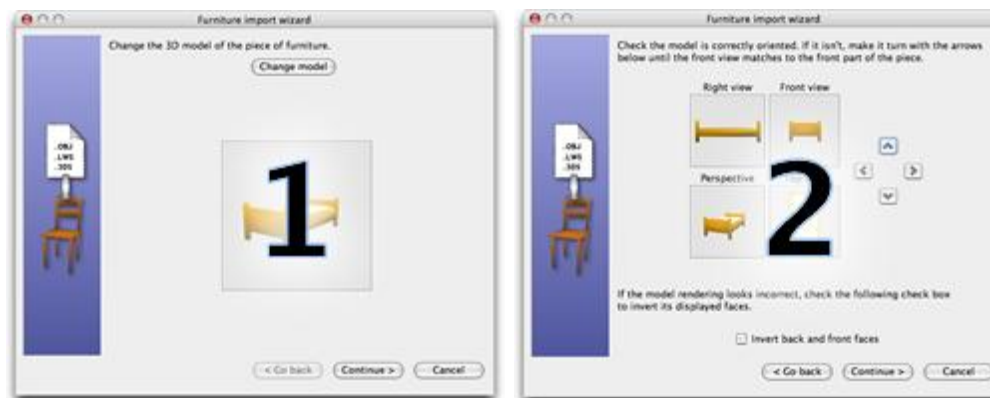 Furniture import wizard
Change the 3D model of the piece of furniture.
Change model
.OBJ
.LWS
.3DS
1
< Go back
Continue >
Cancel
Furniture import wizard
Check the model is correctly oriented. If it isn't, make it turn with the arrows
below until the front view matches to the front part of the piece.
Right view
Front view
.OBJ
.LWS
.3DS
Perspective
2
If the model rendering looks incorrect, check the following check box
to invert its displayed faces.
Invert back and front faces
< Go back
Continue >
Cancel